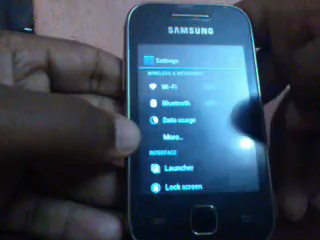 SAMSUNG
Settings
WIRELESS & NETWORKS
Wi-Fi
Bluetooth
Data usage
More...
INTERFACE
Launcher
Lock screen